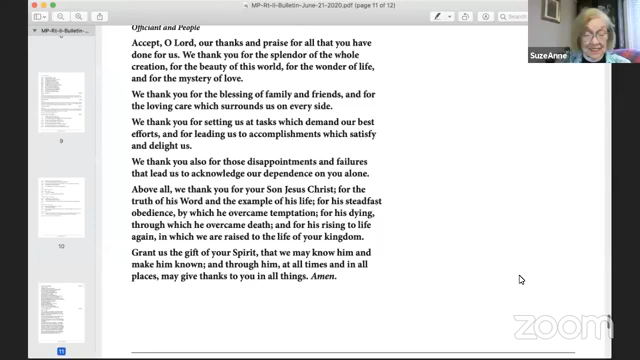 MP-Rt-II-Bulletin-June-21-2020.pdf (page 11 of 12)
Search
MP-Rt-II-Bulletin-June-21-20...
9
10
11
Officiant and People
Accept, O Lord, our thanks and praise for all that you have
done for us. We thank you for the splendor of the whole
creation, for the beauty of this world, for the wonder of life,
and for the mystery of love.
We thank you for the blessing of family and friends, and for
the loving care which surrounds us on every side.
We thank you for setting us at tasks which demand our best
efforts, and for leading us to accomplishments which satisfy
and delight us.
We thank you also for those disappointments and failures
that lead us to acknowledge our dependence on you alone.
Above all, we thank you for your Son Jesus Christ; for the
truth of his Word and the example of his life; for his steadfast
obedience, by which he overcame temptation; for his dying,
through which he overcame death; and for his rising to life
again, in which we are raised to the life of your kingdom.
Grant us the gift of your Spirit, that we may know him and
make him known; and through him, at all times and in all
places, may give thanks to you in all things. Amen.
SuzeAnne
zoom